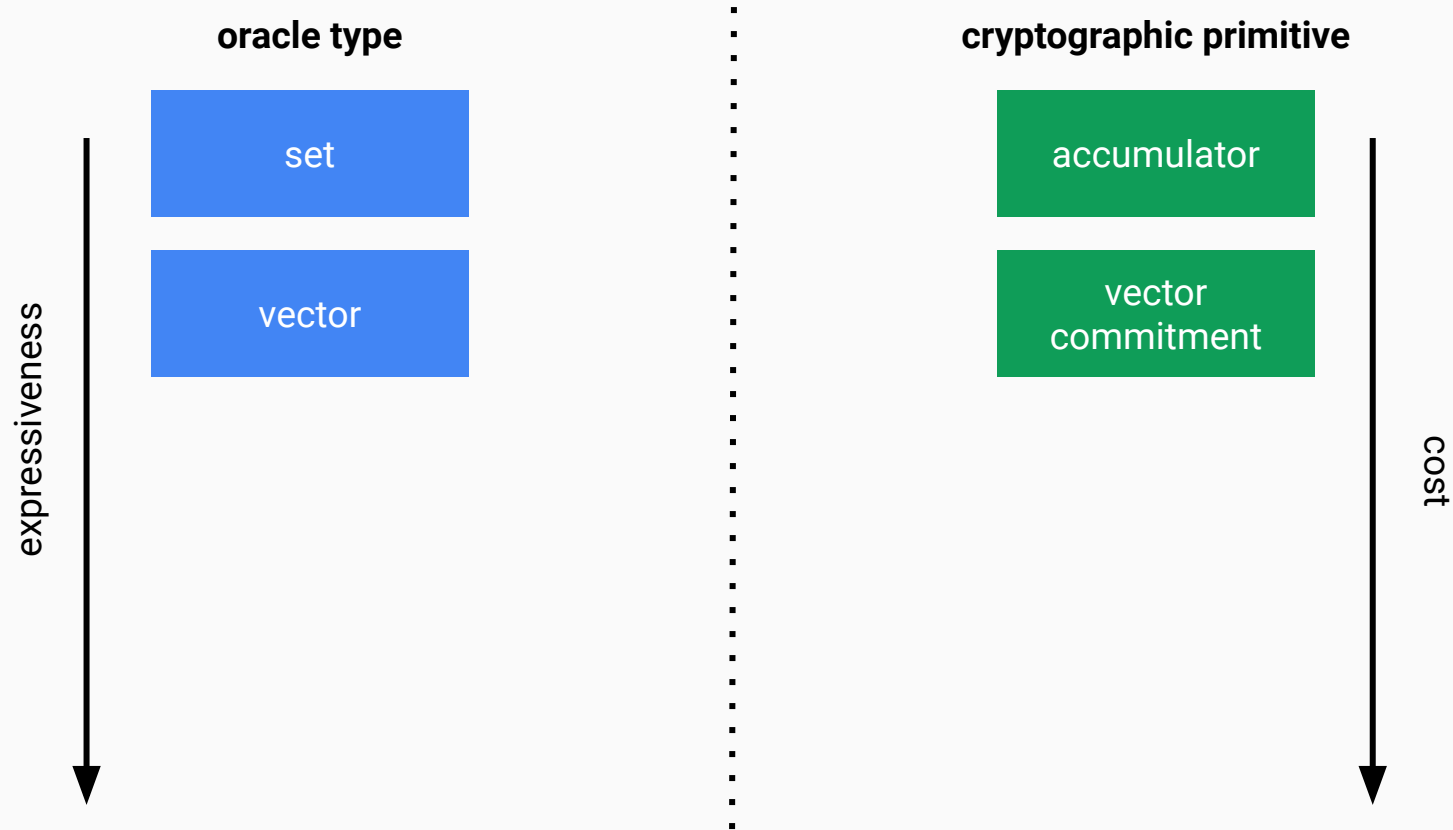 oracle type
cryptographic primitive
set
accumulator
vector
vector
commitment
expressiveness
cost